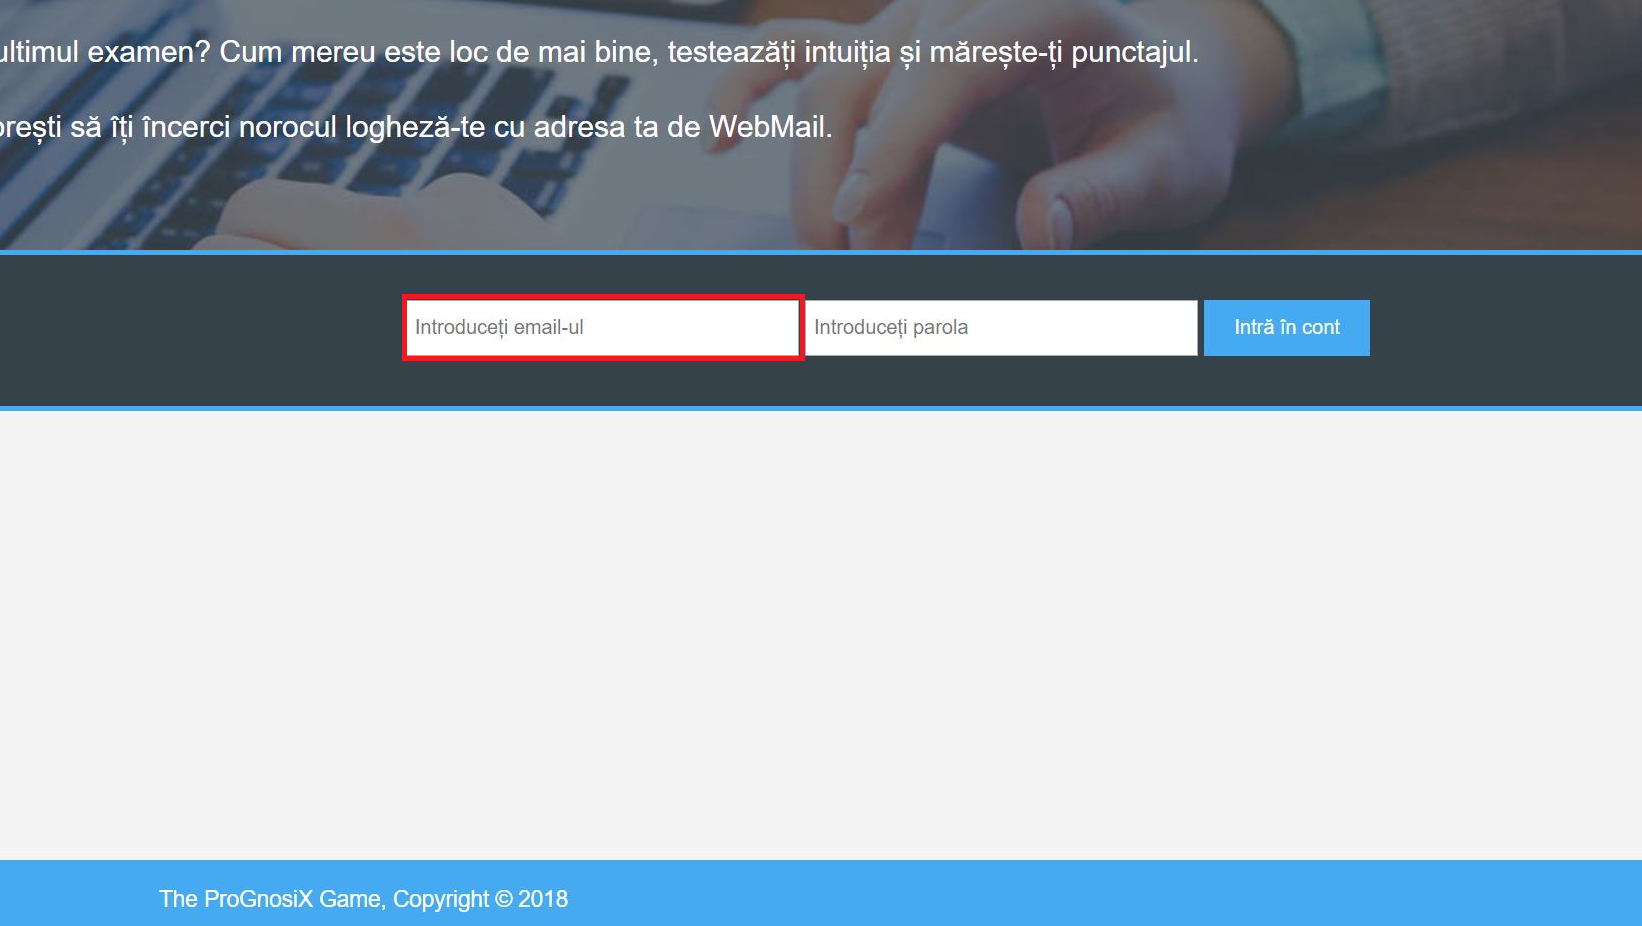 ultimul examen? Cum mereu este loc de mai bine, testeazăți intuiția și mărește-ți punctajul.
orești să îți încerci norocul loghează-te cu adresa ta de WebMail.
Introduceți email-ul
Introduceți parola
Intră în cont
The ProGnosiX Game, Copyright © 2018